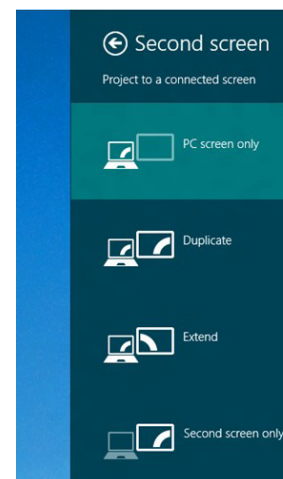 Second screen
Project to a connected screen
PC screen only
Duplicate
Extend
Second screen only